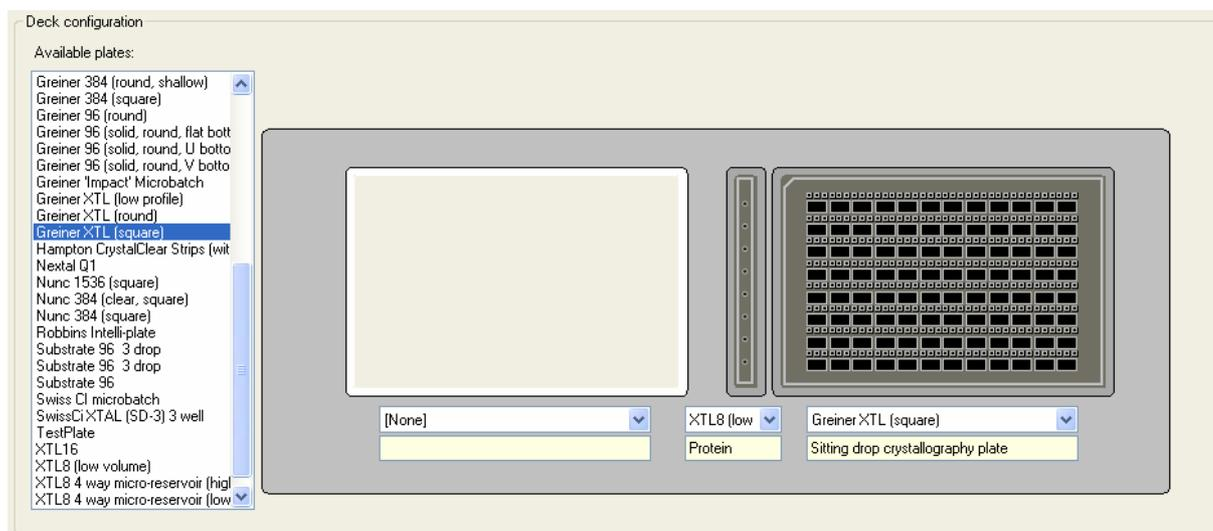 Deck configuration
Available plates:
Greiner 384 (round, shallow)
Greiner 384 (square)
Greiner 96 (round)
Greiner 96 (solid, round, flat bott
Greiner 96 (solid, round, U botto
Greiner 96 (solid, round, V botto
Greiner 'Impact' Microbatch
Greiner XTL (low profile)
Greiner XTL (round)
Greiner XTL (square)
Hampton CrystalClear Strips (wit
Nextal Q1
Nunc 1536 (square)
Nunc 384 (clear, square)
Nunc 384 (square)
Robbins Intelli-plate
Substrate 96 3 drop
Substrate 96 3 drop
Substrate 96
Swiss CI microbatch
SwissCi XTAL (SD-3) 3 well
TestPlate
XTL16
XTL8 (low volume)
XTL8 4 way micro-reservoir (higl
XTL8 4 way micro-reservoir (low
[None]
XTL8 (low
Greiner XTL (square)
Protein
Sitting drop crystallography plate